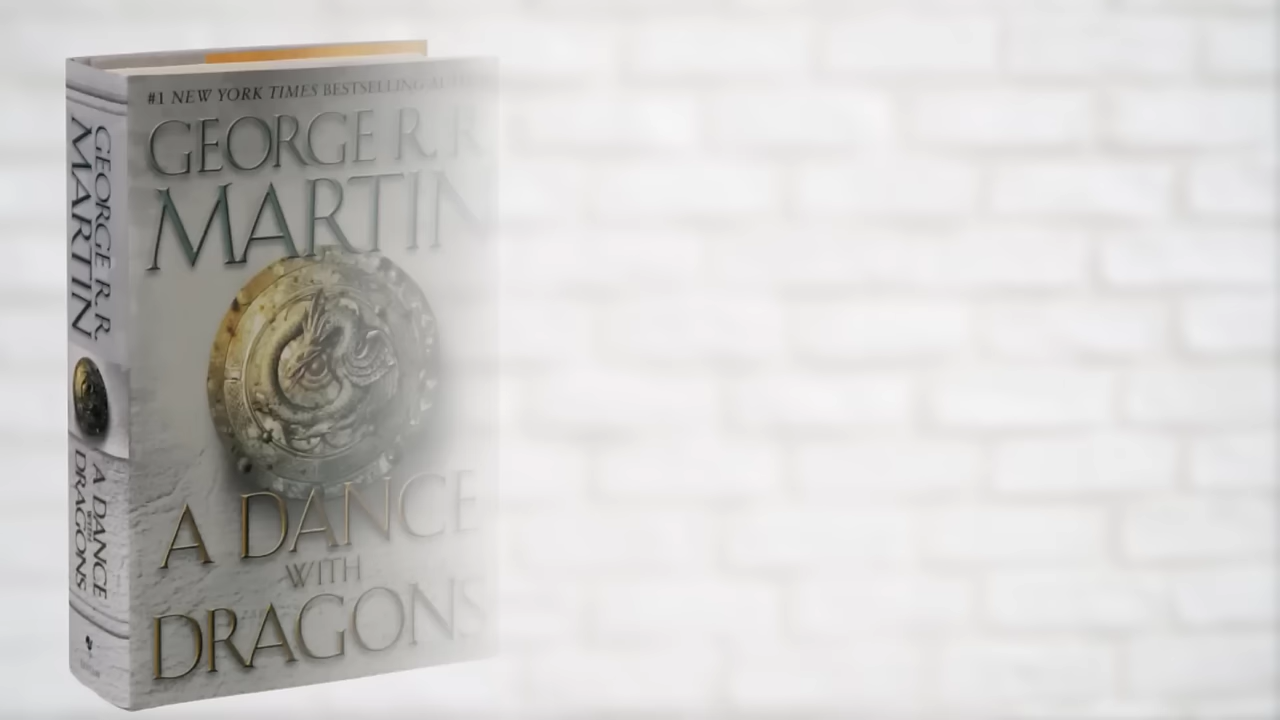 #1 NEW YORK TIMES BESTSELLING
GEORGE R. R.
MARTIN
A DANCE
WITH
DRAGONS
GEORGE R. R.
MARTIN
A DANCE
WITH
DRAGONS